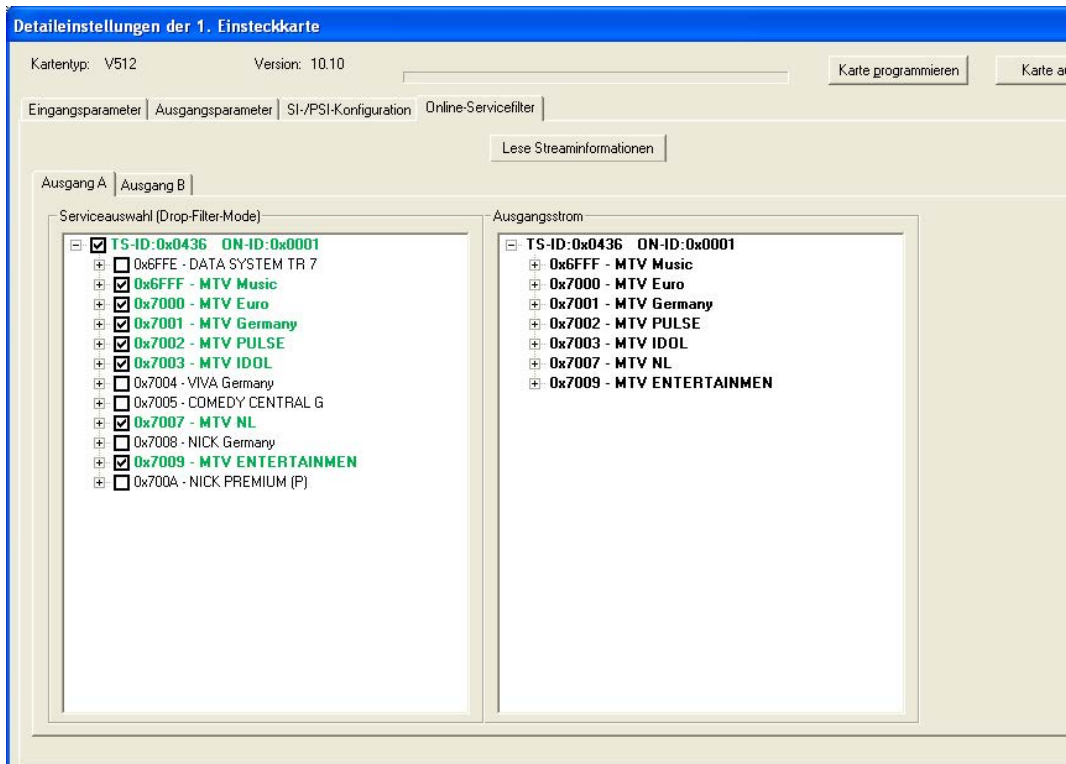 Detaileinstellungen der 1. Einsteckkarte
Kartentyp: V512 Version: 10.10
Karte programmieren
Karte au
Eingangsparameter Ausgangsparameter SI-/PSI-Konfiguration Online-Servicefilter
Lese Streaminformationen
Ausgang A Ausgang B
Serviceauswahl (Drop-Filter-Mode)
TS-ID:0x0436 ON-ID:0x0001
0x6FFE - DATA SYSTEM TR 7
0x6FFF - MTV Music
0x7000 - MTV Euro
0x7001 - MTV Germany
0x7002 - MTV PULSE
0x7003 - MTV IDOL
0x7004 - VIVA Germany
0x7005 - COMEDY CENTRAL G
0x7007 - MTV NL
0x7008 - NICK Germany
0x7009 - MTV ENTERTAINMEN
0x700A - NICK PREMIUM (P)
Ausgangsstrom
TS-ID:0x0436 ON-ID:0x0001
0x6FFF - MTV Music
0x7000 - MTV Euro
0x7001 - MTV Germany
0x7002 - MTV PULSE
0x7003 - MTV IDOL
0x7007 - MTV NL
0x7009 - MTV ENTERTAINMEN